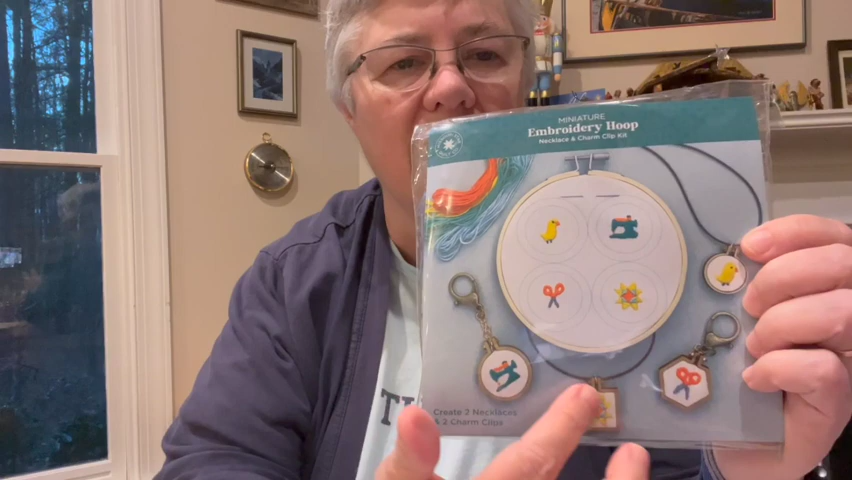 MINIATURE
Embroidery Hoop
Necklace & Charm Clip Kit
Create 2 Necklaces
& 2 Charm Clips